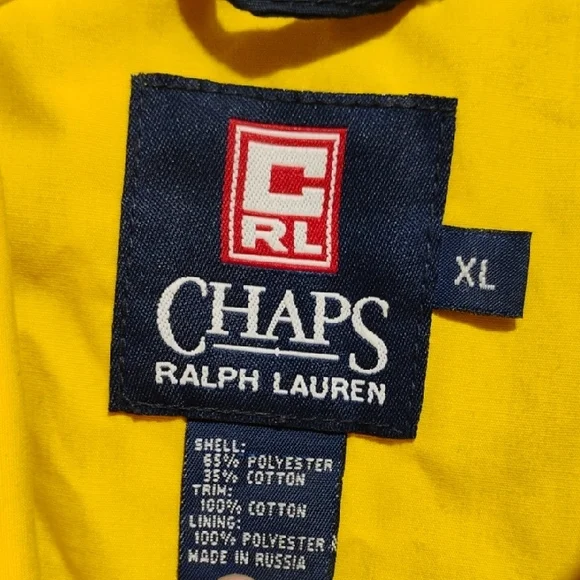 C
RL
CHAPS
RALPH LAUREN
XL
SHELL:
65% POLYESTER
35% COTTON
TRIM:
100% COTTON
LINING:
100% POLYESTER
MADE IN RUSSIA